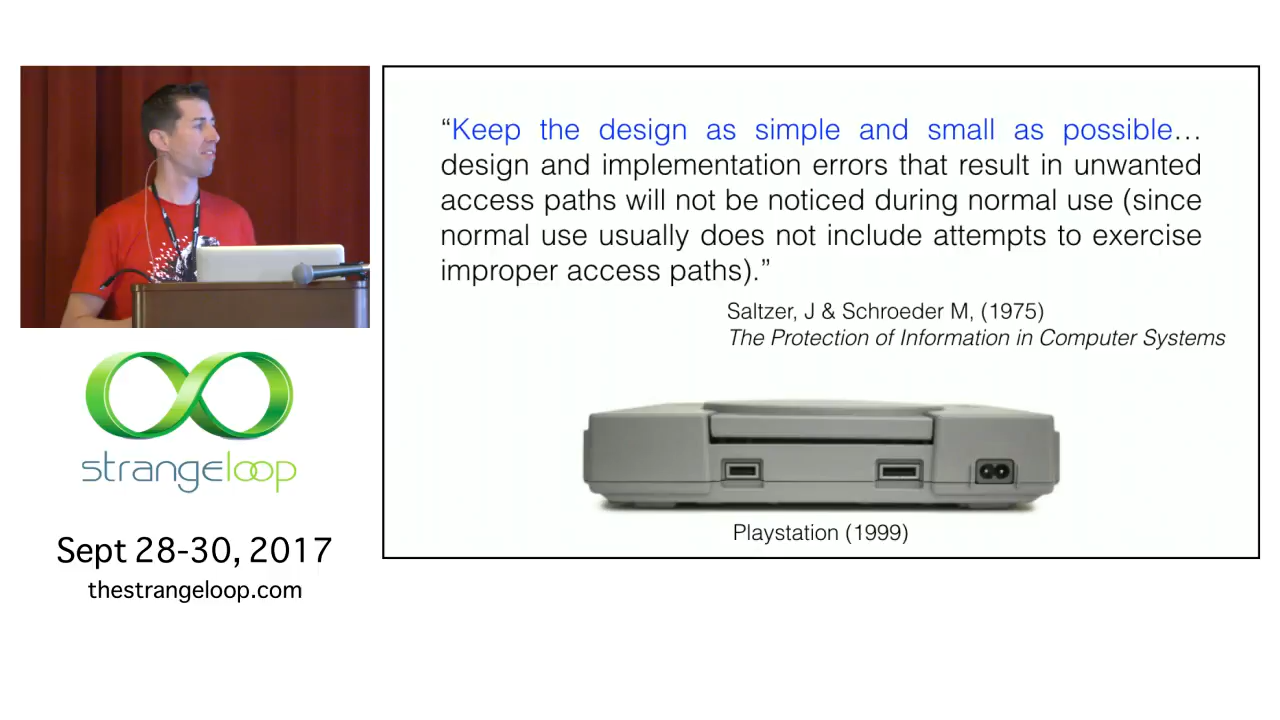 “Keep the design as simple and small as possible…
design and implementation errors that result in unwanted
access paths will not be noticed during normal use (since
normal use usually does not include attempts to exercise
improper access paths).”
Saltzer, J & Schroeder M, (1975)
The Protection of Information in Computer Systems
Playstation (1999)
strangeloop
Sept 28-30, 2017
thestrangeloop.com